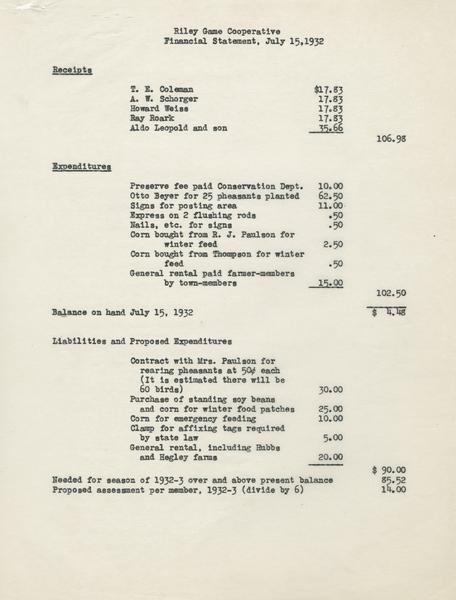 Riley Game Cooperative
Financial Statement, July 15,1932
Receipts
T. E. Coleman $17.83
A. W. Schorger 17.83
Howard Weiss 17.83
Ray Roark 17.83
Aldo Leopold and son 35.66
106.98
Expenditures
Preserve fee paid Conservation Dept. 10.00
Otto Beyer for 25 pheasants planted 62.50
Signs for posting area 11.00
Express on 2 flushing rods .50
Nails, etc. for signs .50
Corn bought from R. J. Paulson for
winter feed 2.50
Corn bought from Thompson for winter
feed .50
General rental paid farmer-members
by town-members 15.00
102.50
Balance on hand July 15, 1932 $ 4.48
Liabilities and Proposed Expenditures
Contract with Mrs. Paulson for
rearing pheasants at 50¢ each
(It is estimated there will be
60 birds) 30.00
Purchase of standing soy beans
and corn for winter food patches 25.00
Corn for emergency feeding 10.00
Clamp for affixing tags required
by state law 5.00
General rental, including Hubbs
and Hegley farms 20.00
$ 90.00
Needed for season of 1932-3 over and above present balance 85.52
Proposed assessment per member, 1932-3 (divide by 6) 14.00